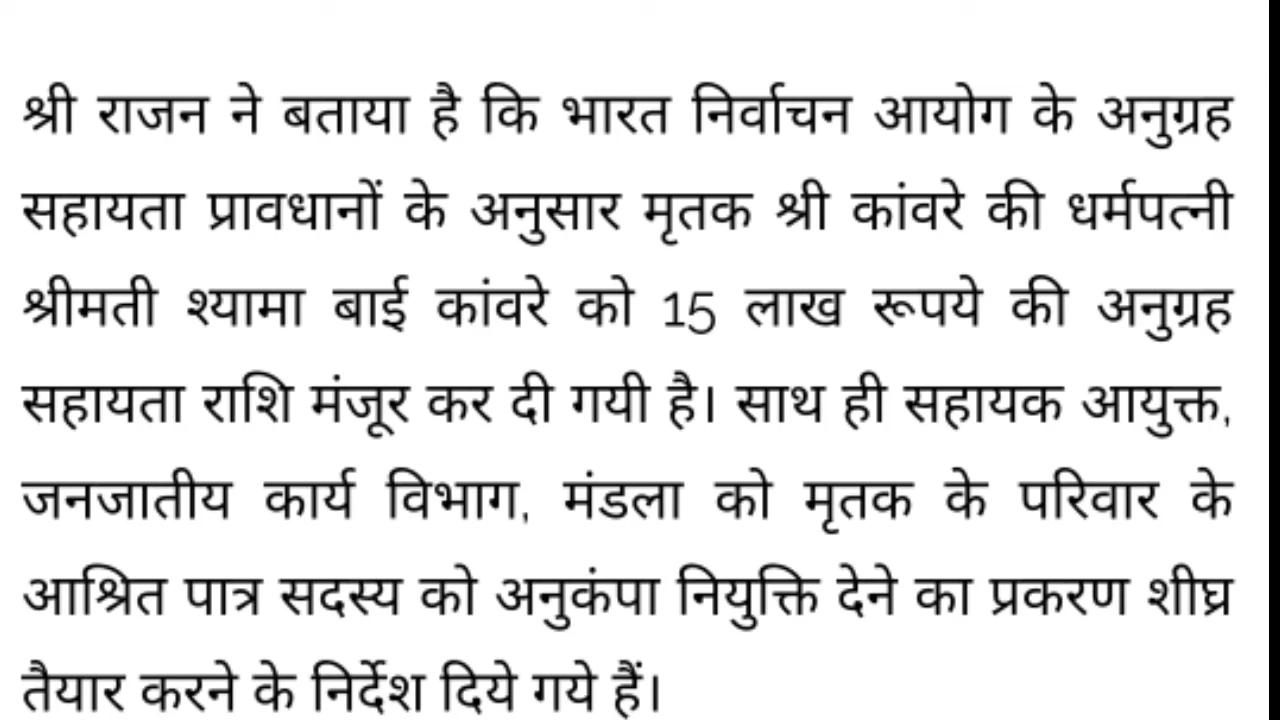 श्री राजन ने बताया है कि भारत निर्वाचन आयोग के अनुग्रह
सहायता प्रावधानों के अनुसार मृतक श्री कांवरे की धर्मपत्नी
श्रीमती श्यामा बाई कांवरे को 15 लाख रूपये की अनुग्रह
सहायता राशि मंजूर कर दी गयी है। साथ ही सहायक आयुक्त,
जनजातीय कार्य विभाग, मंडला को मृतक के परिवार के
आश्रित पात्र सदस्य को अनुकंपा नियुक्ति देने का प्रकरण शीघ्र
तैयार करने के निर्देश दिये गये हैं।